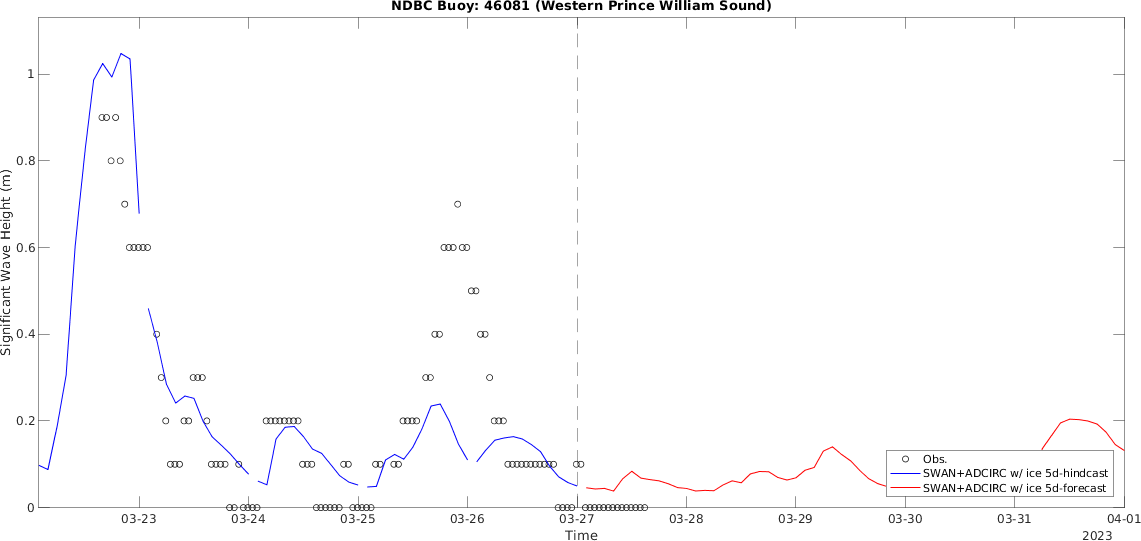 NDBC Buoy: 46081 (Western Prince William Sound)
Significant Wave Height (m)
1
0.8
0.6
0.4
0.2
0
Obs.
SWAN+ADCIRC w/ ice 5d-hindcast
SWAN+ADCIRC w/ ice 5d-forecast
03-23 03-24 03-25 03-26 03-27 03-28 03-29 03-30 03-31 04-01
Time
2023